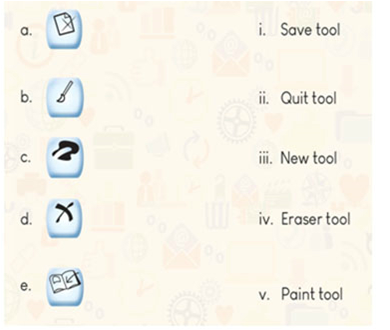 a. i. Save tool
b. ii. Quit tool
c. iii. New tool
d. iv. Eraser tool
e. v. Paint tool